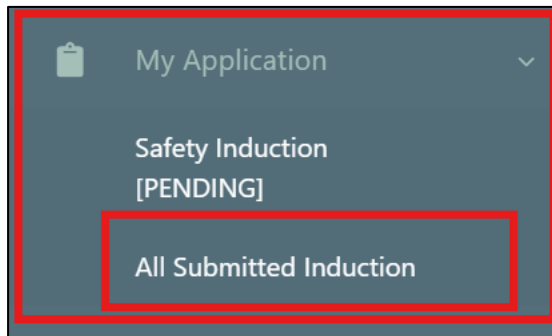 My Application
Safety Induction
[PENDING]
All Submitted Induction